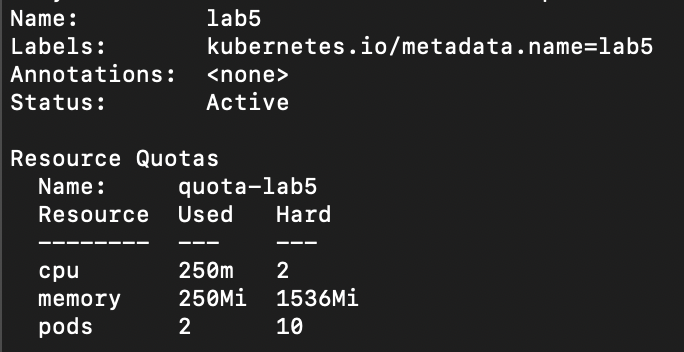 Name:         lab5
Labels:       kubernetes.io/metadata.name=lab5
Annotations:  <none>
Status:       Active

Resource Quotas
  Name:     quota-lab5
  Resource  Used   Hard
  --------  ---    ---
  cpu       250m   2
  memory    250Mi  1536Mi
  pods      2      10